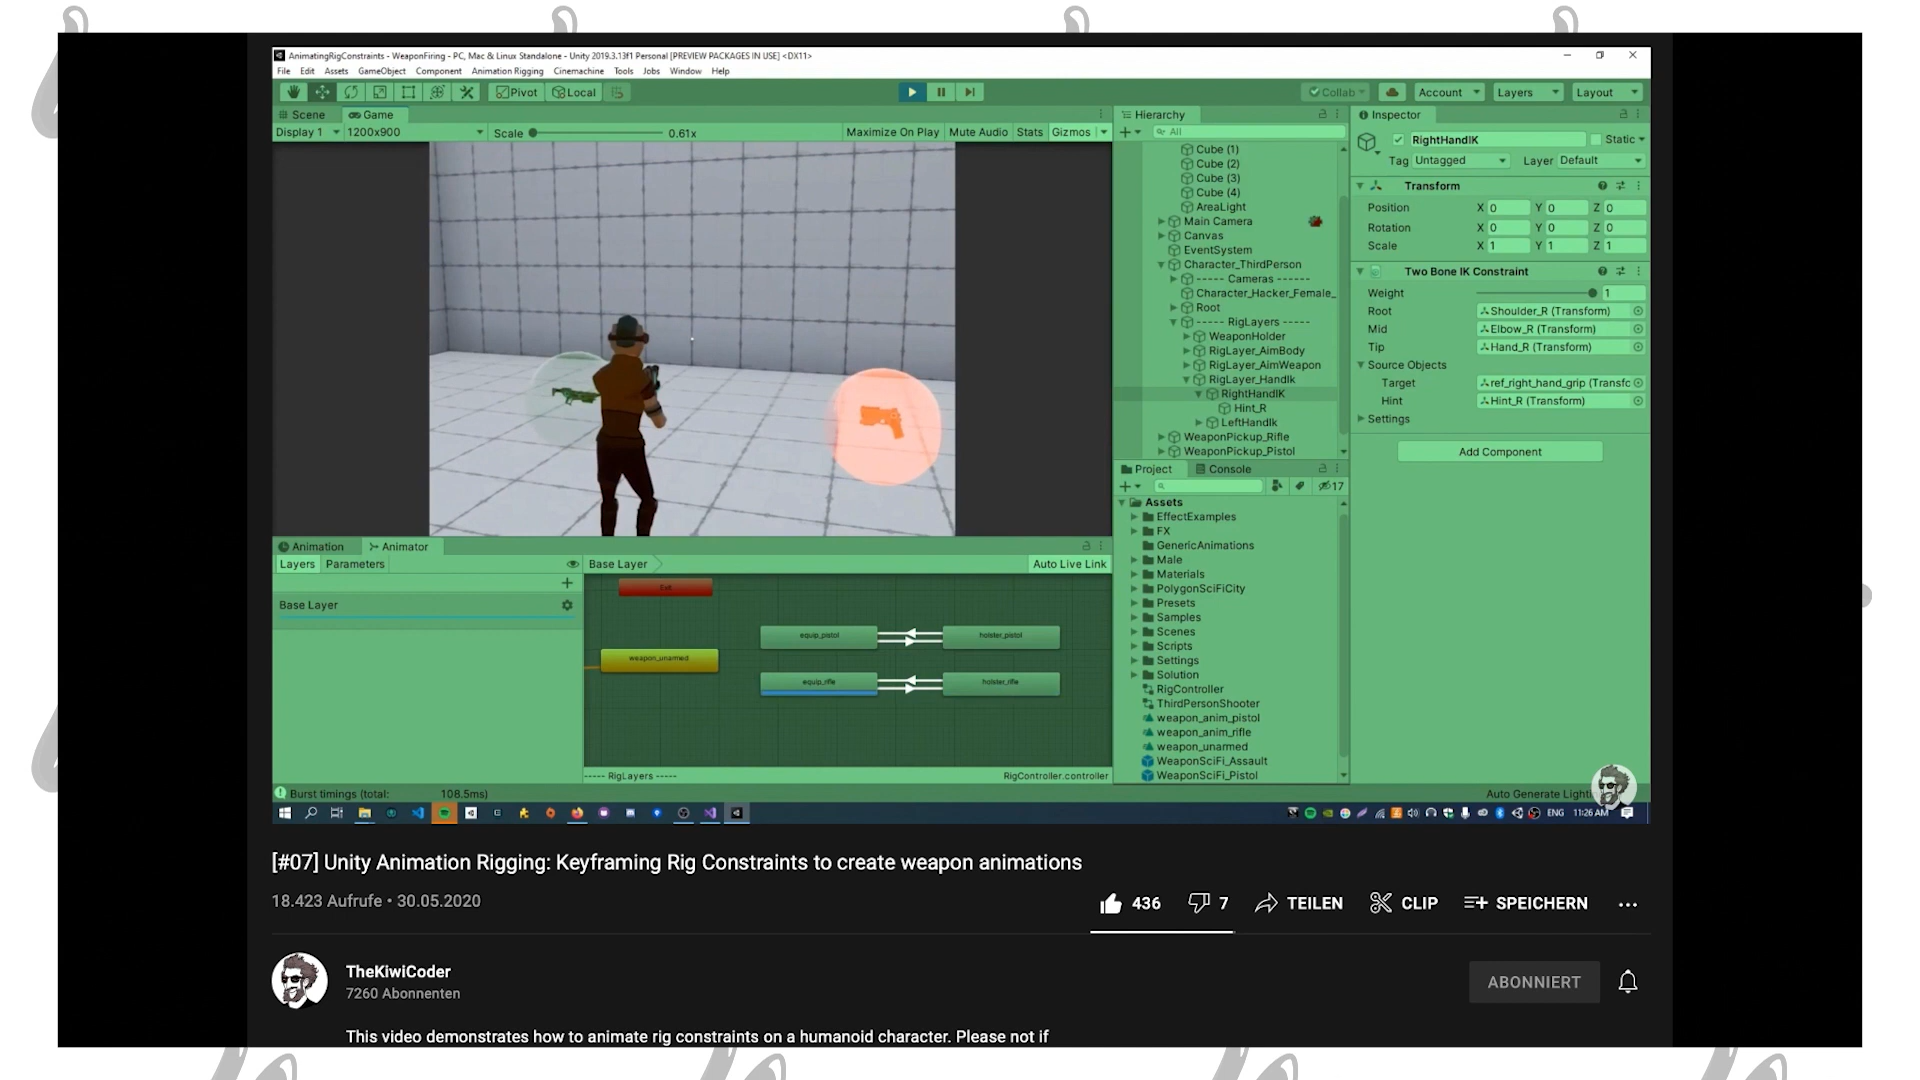 AnimatingRigConstraints - WeaponFiring - PC, Mac & Linux Standalone - Unity 2019.3.13f1 Personal [PREVIEW PACKAGES IN USE] <DX11>
File Edit Assets GameObject Component Animation Rigging Cinemachine Tools Jobs Window Help
Pivot Local Collab Account Layers Layout
Scene Game
Display 1 1200x900 Scale 0.61x Maximize On Play Mute Audio Stats Gizmos
Hierarchy
All
Cube (1)
Cube (2)
Cube (3)
Cube (4)
AreaLight
Main Camera
Canvas
EventSystem
Character_ThirdPerson
----- Cameras ------
Character_Hacker_Female_
Root
----- RigLayers -----
WeaponHolder
RigLayer_AimBody
RigLayer_AimWeapon
RigLayer_HandIk
RightHandIK
Hint_R
LeftHandIk
WeaponPickup_Rifle
WeaponPickup_Pistol
Inspector
RightHandIK Static
Tag Untagged Layer Default
Transform
Position X 0 Y 0 Z 0
Rotation X 0 Y 0 Z 0
Scale X 1 Y 1 Z 1
Two Bone IK Constraint
Weight 1
Root Shoulder_R (Transform)
Mid Elbow_R (Transform)
Tip Hand_R (Transform)
Source Objects
Target ref_right_hand_grip (Transfc
Hint Hint_R (Transform)
Settings
Add Component
Project Console
17
Assets
EffectExamples
FX
GenericAnimations
Male
Materials
PolygonSciFiCity
Presets
Samples
Scenes
Scripts
Settings
Solution
RigController
ThirdPersonShooter
weapon_anim_pistol
weapon_anim_rifle
weapon_unarmed
WeaponSciFi_Assault
WeaponSciFi_Pistol
Animation Animator
Layers Parameters Base Layer Auto Live Link
Base Layer
Exit
equip_pistol holster_pistol
weapon_unarmed
equip_rifle holster_rifle
----- RigLayers ----- RigController.controller
Burst timings (total: 108.5ms) Auto Generate Lighti
ENG 11:26 AM
[#07] Unity Animation Rigging: Keyframing Rig Constraints to create weapon animations
18.423 Aufrufe • 30.05.2020
436 7 TEILEN CLIP SPEICHERN ...
TheKiwiCoder
7260 Abonnenten
ABONNIERT
This video demonstrates how to animate rig constraints on a humanoid character. Please not if